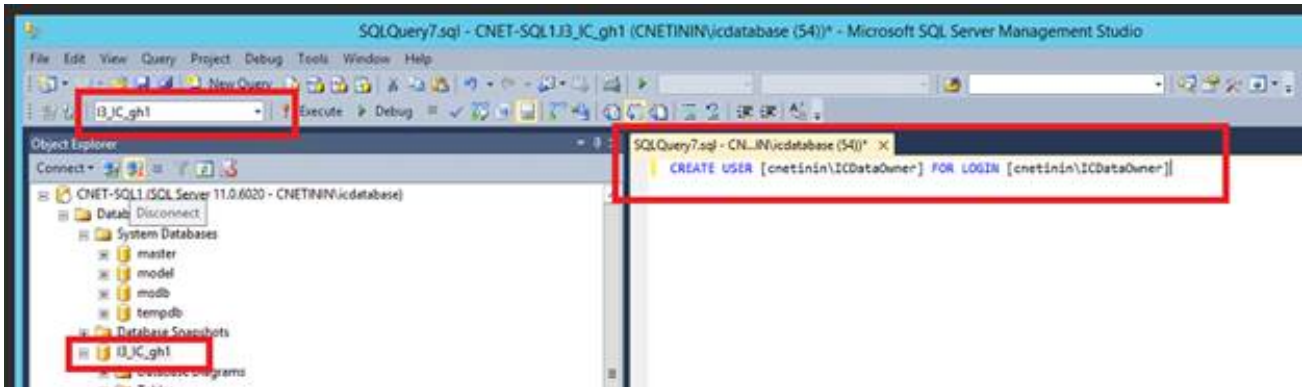 SQLQuery7.sql - CNET-SQL1.I3_IC_gh1 (CNETININ\icdatabase (54))* - Microsoft SQL Server Management Studio
File Edit View Query Project Debug Tools Window Help
New Query
I3_IC_gh1 Execute Debug
Object Explorer
SQLQuery7.sql - CN...IN\icdatabase (54))*
Connect
CREATE USER [cnetinin\ICDataOwner] FOR LOGIN [cnetinin\ICDataOwner]
CNET-SQL1 (SQL Server 11.0.6020 - CNETININ\icdatabase)
Datab Disconnect
System Databases
master
model
msdb
tempdb
Database Snapshots
I3_IC_gh1
Database Diagrams